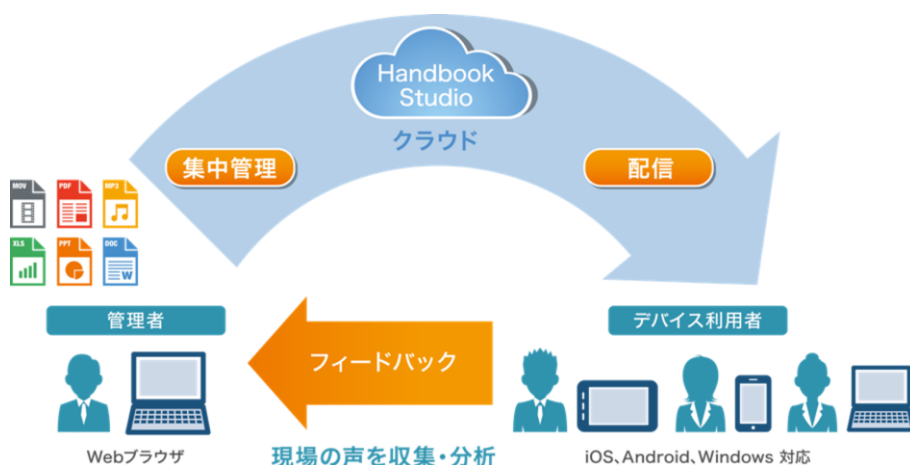 Handbook
Studio
クラウド
集中管理
配信
MOV
PDF
MP3
XLS
PPT
DOC
W
管理者
デバイス利用者
フィードバック
Webブラウザ
現場の声を収集・分析
iOS、Android、Windows 対応